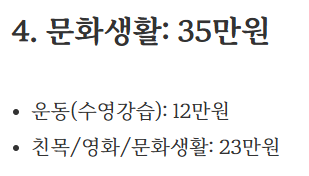 4. 문화생활: 35만원
• 운동(수영강습): 12만원
• 친목/영화/문화생활: 23만원